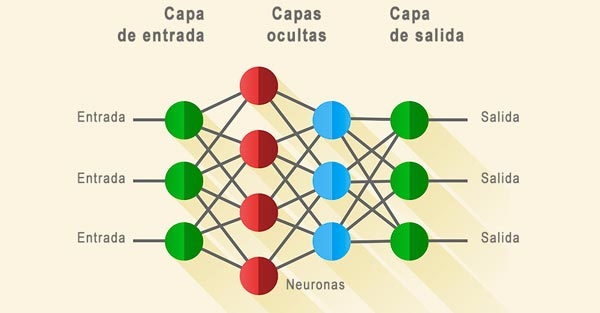 Capa
de entrada
Capas
ocultas
Capa
de salida
Entrada
Salida
Entrada
Salida
Entrada
Salida
Neuronas